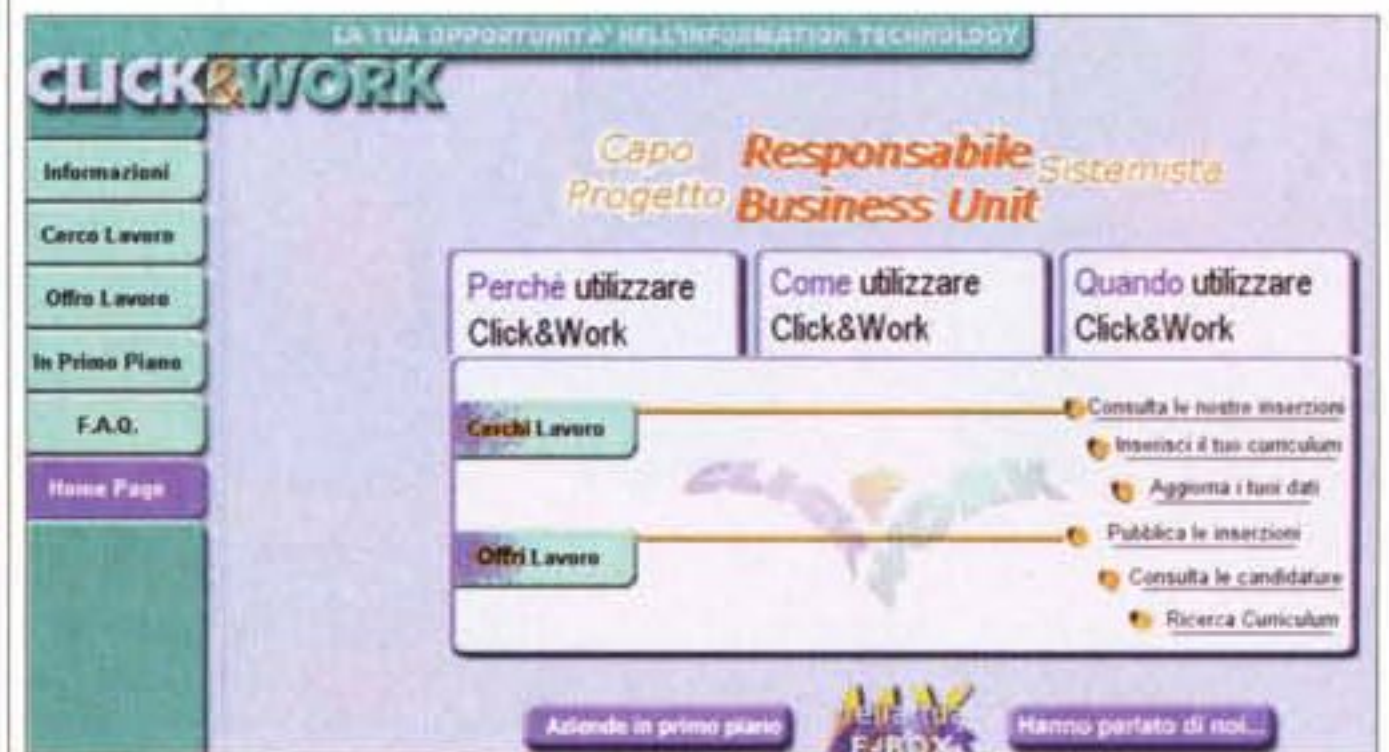 LA TUA OPPORTUNITA' NELL'INFORMATION TECHNOLOGY
CLICK&WORK
Informazioni
Cerco Lavoro
Offro Lavoro
In Primo Piano
F.A.Q.
Home Page
Capo
Progetto
Responsabile
Business Unit
Sistemista
Perchè utilizzare
Click&Work
Come utilizzare
Click&Work
Quando utilizzare
Click&Work
Cerchi Lavoro
Consulta le nostre inserzioni
Inserisci il tuo curriculum
Aggiorna i tuoi dati
CLICK WORK
Offri Lavoro
Pubblica le inserzioni
Consulta le candidature
Ricerca Curriculum
Aziende in primo piano
Hanno parlato di noi...